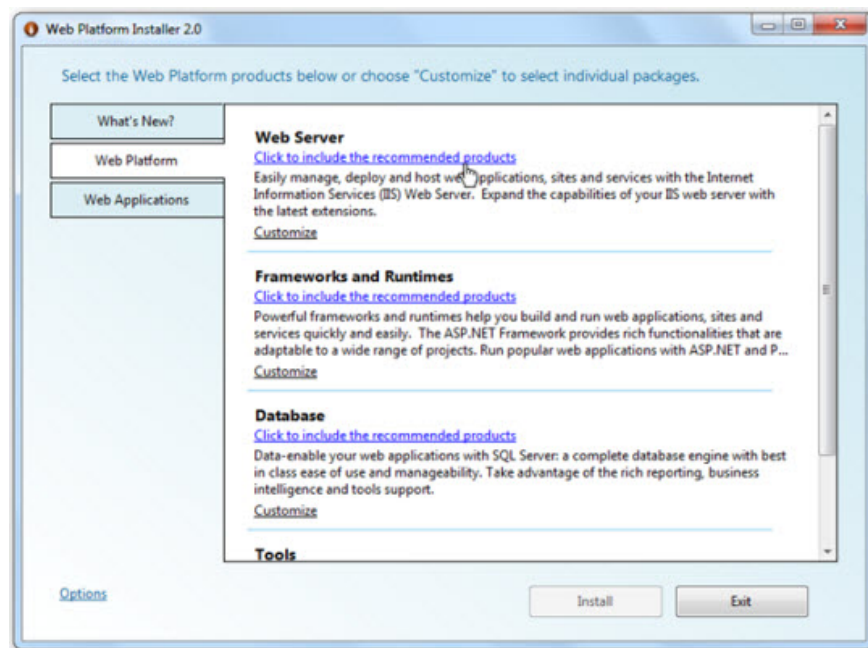 Web Platform Installer 2.0
Select the Web Platform products below or choose "Customize" to select individual packages.
What's New?
Web Platform
Web Applications
Web Server
Click to include the recommended products
Easily manage, deploy and host web applications, sites and services with the Internet
Information Services (IIS) Web Server. Expand the capabilities of your IIS web server with
the latest extensions.
Customize
Frameworks and Runtimes
Click to include the recommended products
Powerful frameworks and runtimes help you build and run web applications, sites and
services quickly and easily. The ASP.NET Framework provides rich functionalities that are
adaptable to a wide range of projects. Run popular web applications with ASP.NET and P...
Customize
Database
Click to include the recommended products
Data-enable your web applications with SQL Server: a complete database engine with best
in class ease of use and manageability. Take advantage of the rich reporting, business
intelligence and tools support.
Customize
Tools
Options
Install
Exit